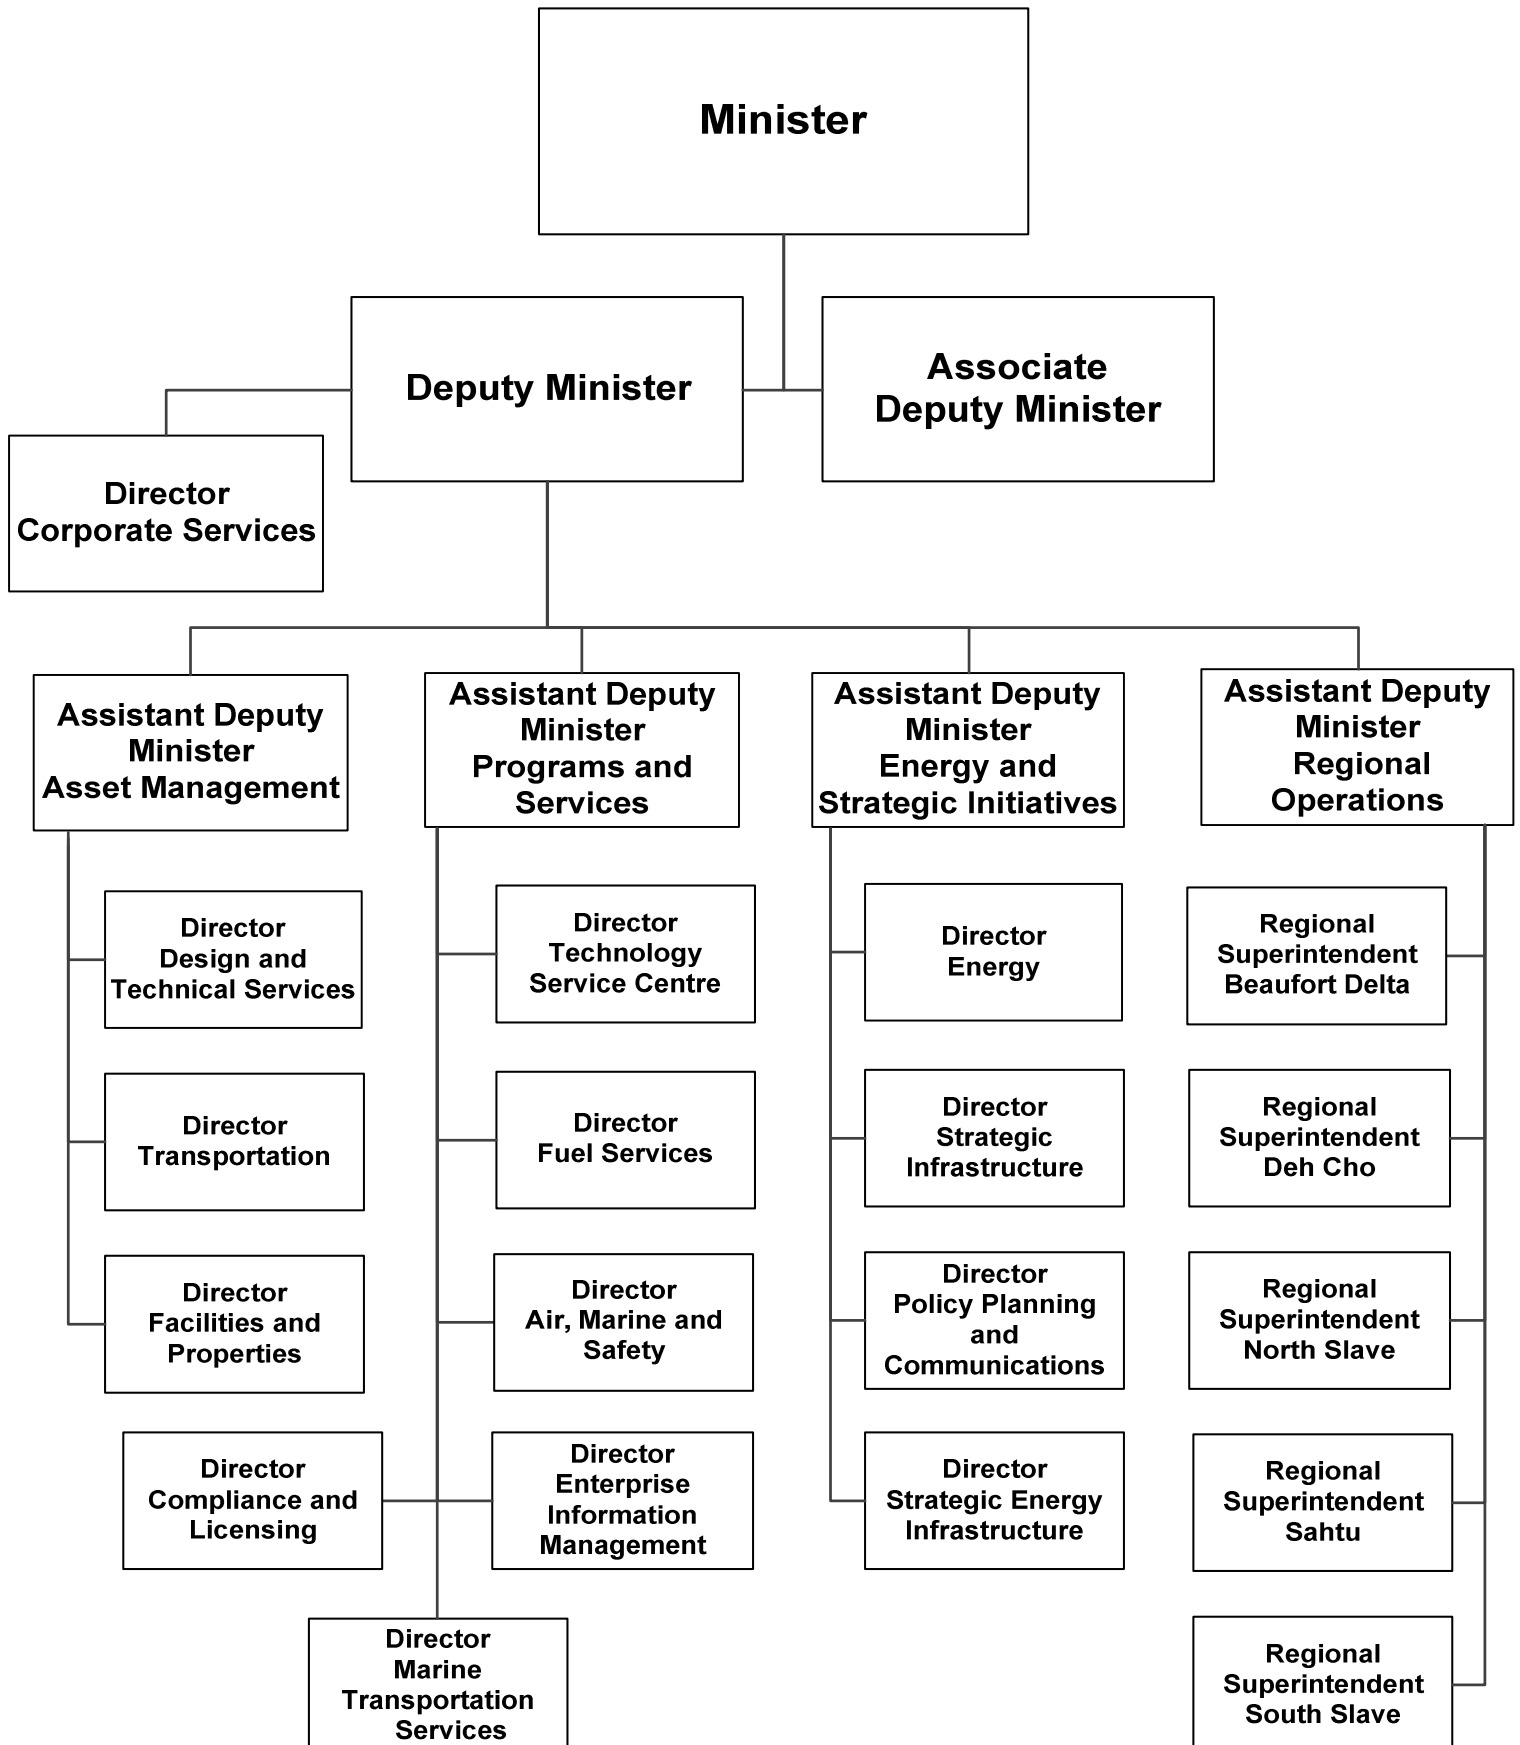 Minister
Deputy Minister
Associate
Deputy Minister
Director
Corporate Services
Assistant Deputy
Minister
Asset Management
Assistant Deputy
Minister
Programs and
Services
Assistant Deputy
Minister
Energy and
Strategic Initiatives
Assistant Deputy
Minister
Regional
Operations
Director
Design and
Technical Services
Director
Technology
Service Centre
Director
Energy
Regional
Superintendent
Beaufort Delta
Director
Transportation
Director
Fuel Services
Director
Strategic
Infrastructure
Regional
Superintendent
Deh Cho
Director
Facilities and
Properties
Director
Air, Marine and
Safety
Director
Policy Planning
and
Communications
Regional
Superintendent
North Slave
Director
Compliance and
Licensing
Director
Enterprise
Information
Management
Director
Strategic Energy
Infrastructure
Regional
Superintendent
Sahtu
Director
Marine
Transportation
Services
Regional
Superintendent
South Slave